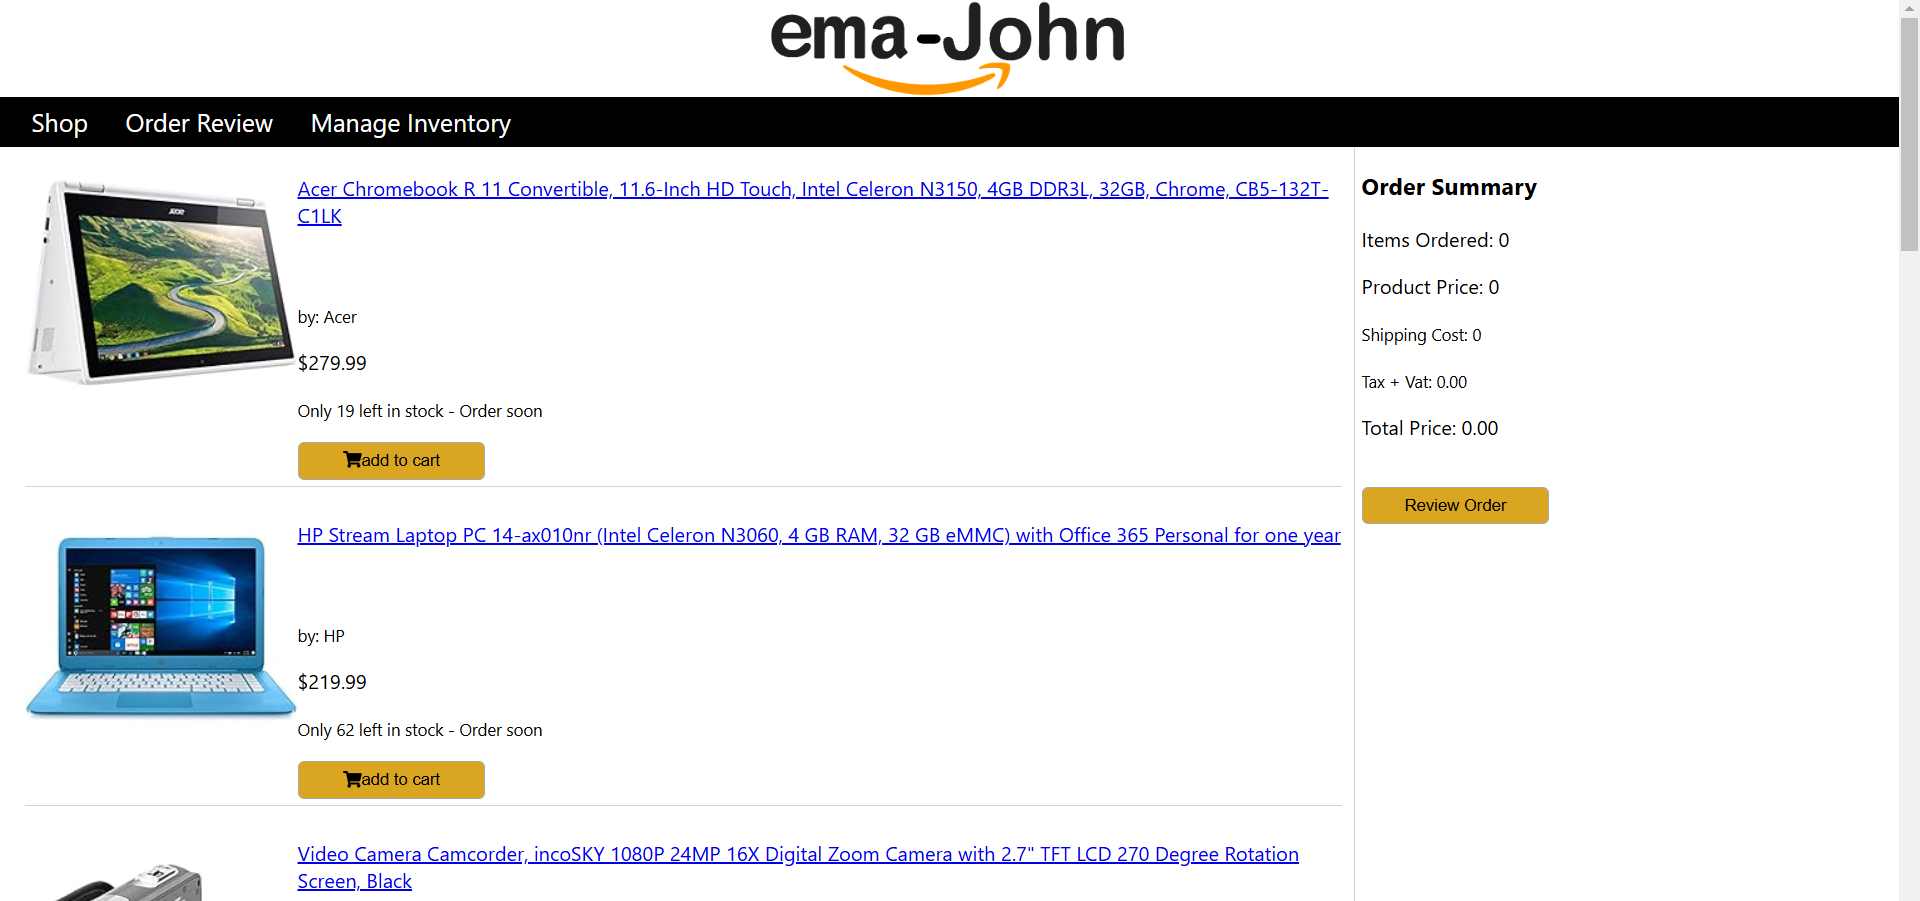 ema-John
Shop Order Review Manage Inventory
acer
Acer Chromebook R 11 Convertible, 11.6-Inch HD Touch, Intel Celeron N3150, 4GB DDR3L, 32GB, Chrome, CB5-132T-
C1LK
by: Acer
$279.99
Only 19 left in stock - Order soon
add to cart
HP Stream Laptop PC 14-ax010nr (Intel Celeron N3060, 4 GB RAM, 32 GB eMMC) with Office 365 Personal for one year
by: HP
$219.99
Only 62 left in stock - Order soon
add to cart
Video Camera Camcorder, incoSKY 1080P 24MP 16X Digital Zoom Camera with 2.7" TFT LCD 270 Degree Rotation
Screen, Black
Order Summary
Items Ordered: 0
Product Price: 0
Shipping Cost: 0
Tax + Vat: 0.00
Total Price: 0.00
Review Order